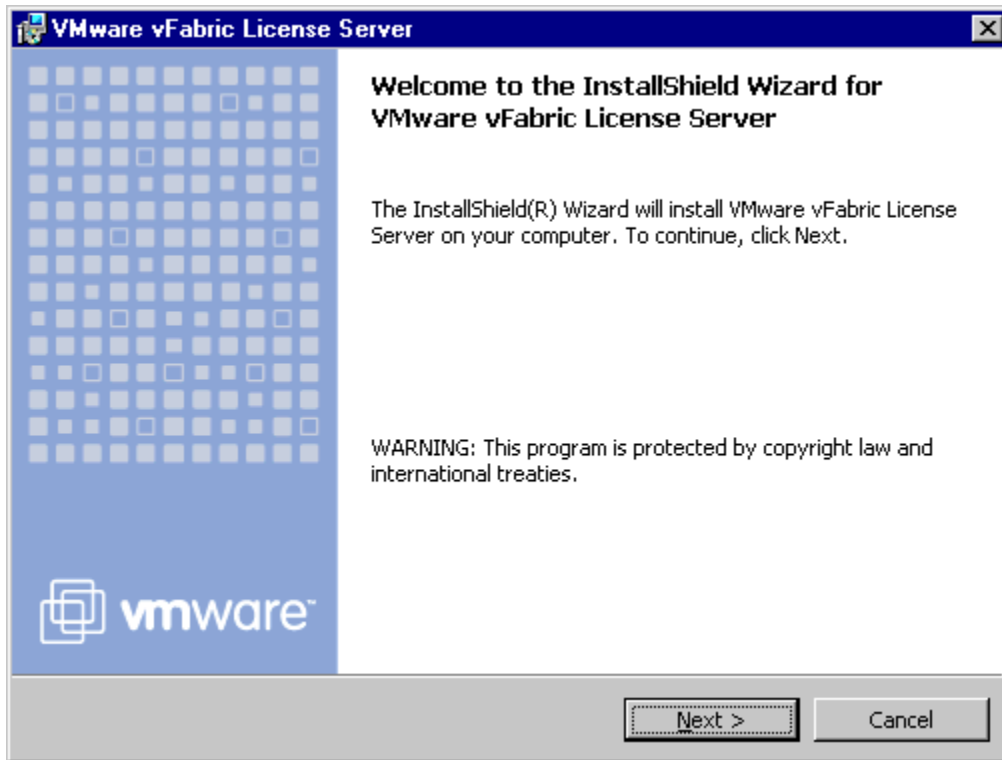 VMware vFabric License Server
Welcome to the InstallShield Wizard for
VMware vFabric License Server
The InstallShield(R) Wizard will install VMware vFabric License
Server on your computer. To continue, click Next.
WARNING: This program is protected by copyright law and
international treaties.
vmware™
Next >
Cancel